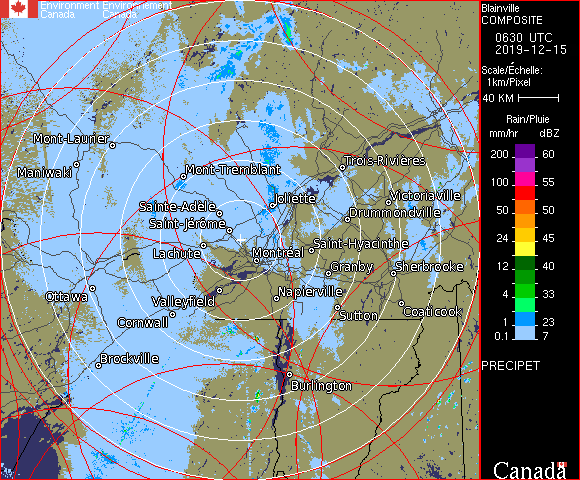 Environment Environnement
Canada Canada
Blainville
COMPOSITE
0630 UTC
2019-12-15
Scale/Échelle:
1km/Pixel
40 KM
Rain/Pluie
mm/hr dBZ
200 60
100 55
50 50
24 45
12 40
4 33
1 23
0.1 7
PRECIPET
Canada
Mont-Laurier
Maniwaki
Mont-Tremblant
Trois-Rivières
Sainte-Adèle
Joliette
Victoriaville
Drummondville
Saint-Jérôme
Lachute
Montréal
Saint-Hyacinthe
Granby
Sherbrooke
Ottawa
Valleyfield
Napierville
Cornwall
Sutton
Coaticook
Brockville
Burlington